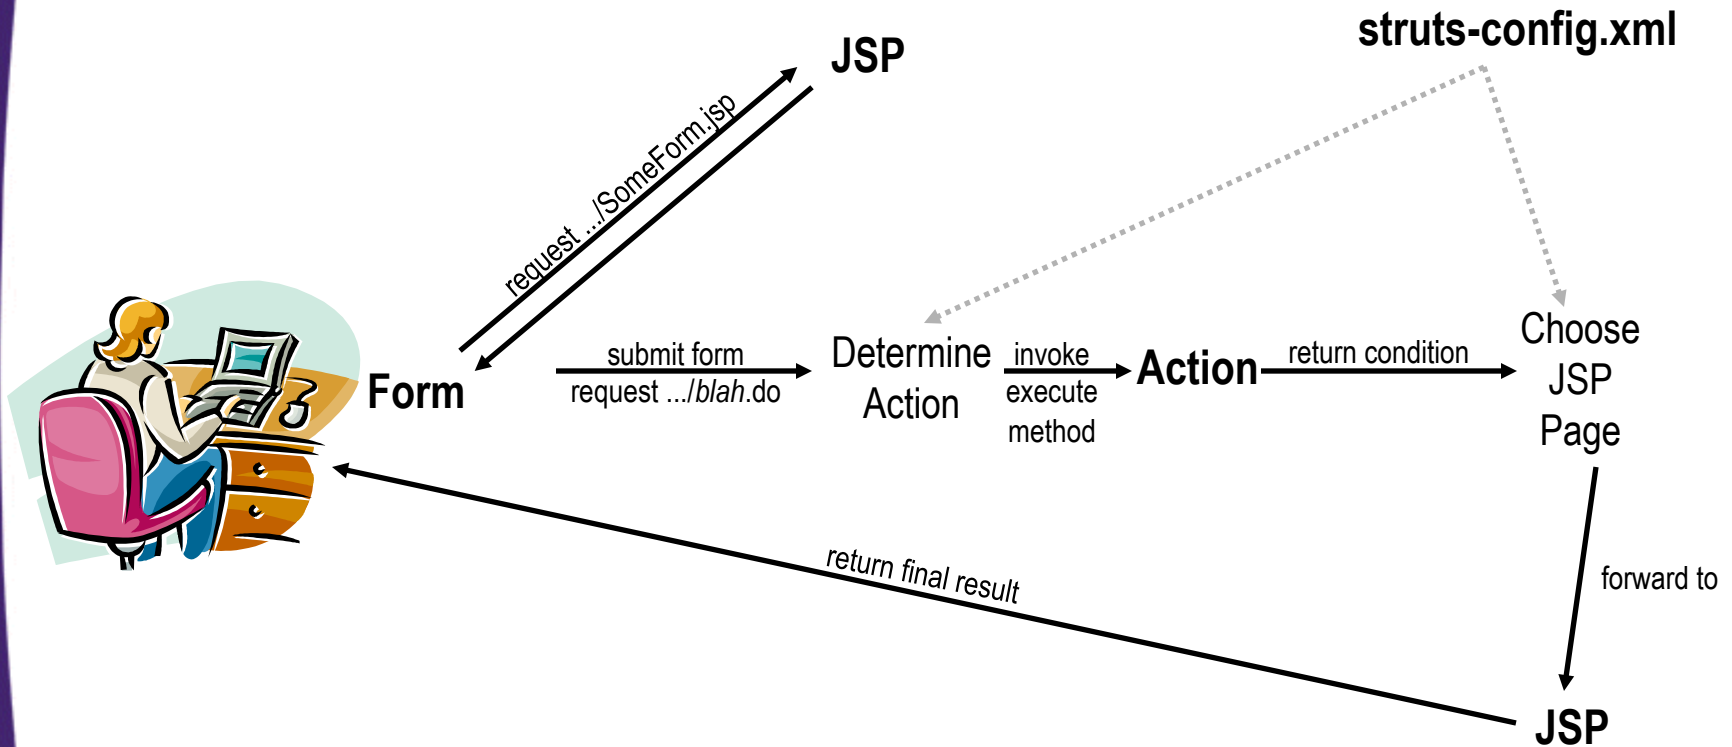 struts-config.xml
JSP
request .../SomeForm.jsp
Form
submit form
request .../blah.do
Determine
Action
invoke
execute
method
Action
return condition
Choose
JSP
Page
return final result
forward to
JSP